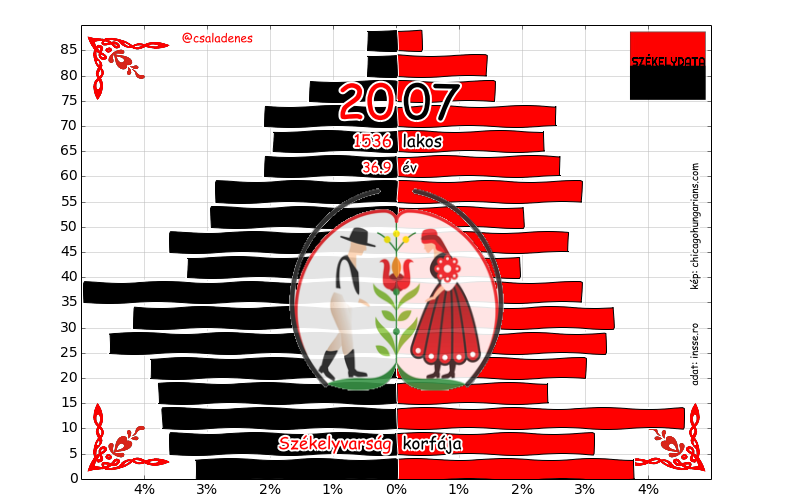 @csaladenes
SZÉKELYDATA
2007
1536 lakos
36.9 év
Székelyvarság korfája
kép: chicagohungarians.com
adat: insse.ro
85
80
75
70
65
60
55
50
45
40
35
30
25
20
15
10
5
0
4% 3% 2% 1% 0% 1% 2% 3% 4%